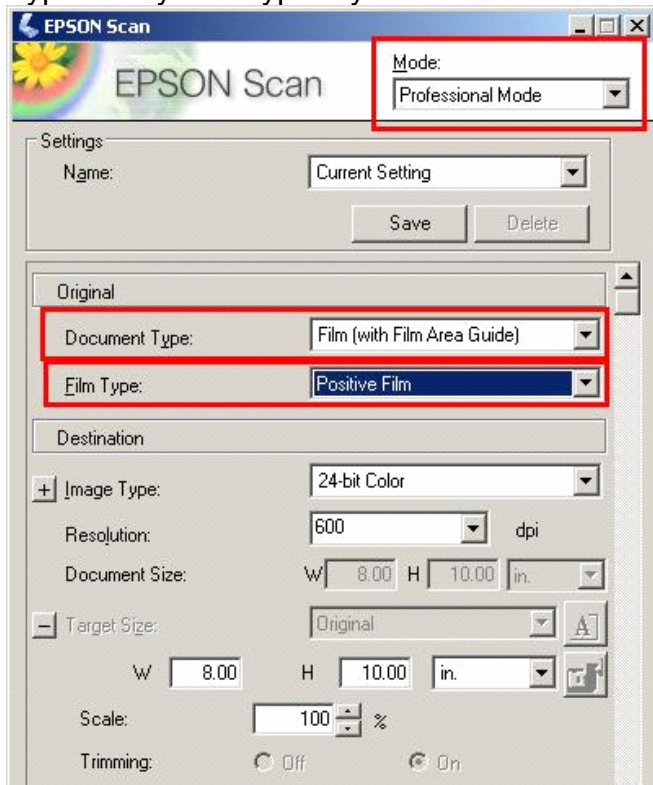 EPSON Scan
EPSON Scan
Mode:
Professional Mode
Settings
Name:
Current Setting
Save
Delete
Original
Document Type:
Film (with Film Area Guide)
Film Type:
Positive Film
Destination
+ Image Type:
24-bit Color
Resolution:
600
dpi
Document Size:
W 8.00 H 10.00 in.
- Target Size:
Original
A
W 8.00 H 10.00 in.
Scale:
100 %
Trimming:
Off
On